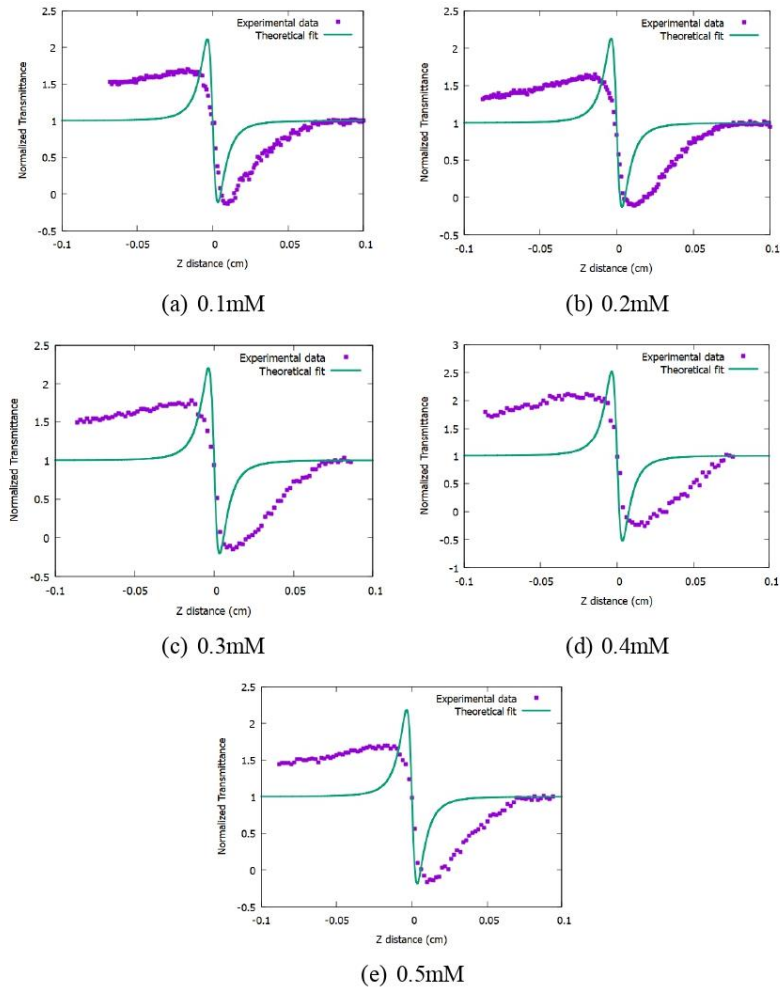 2.5
2
1.5
1
0.5
0
-0.5
Normalized Transmittance
Experimental data
Theoretical fit
-0.1
-0.05
0
0.05
0.1
Z distance (cm)
(a) 0.1mM
2.5
2
1.5
1
0.5
0
-0.5
Normalized Transmittance
Experimental data
Theoretical fit
-0.1
-0.05
0
0.05
0.1
Z distance (cm)
(b) 0.2mM
2.5
2
1.5
1
0.5
0
-0.5
Normalized Transmittance
Experimental data
Theoretical fit
-0.1
-0.05
0
0.05
0.1
Z distance (cm)
(c) 0.3mM
3
2.5
2
1.5
1
0.5
0
-0.5
-1
Normalized Transmittance
Experimental data
Theoretical fit
-0.1
-0.05
0
0.05
0.1
Z distance (cm)
(d) 0.4mM
2.5
2
1.5
1
0.5
0
-0.5
Normalized Transmittance
Experimental data
Theoretical fit
-0.1
-0.05
0
0.05
0.1
Z distance (cm)
(e) 0.5mM